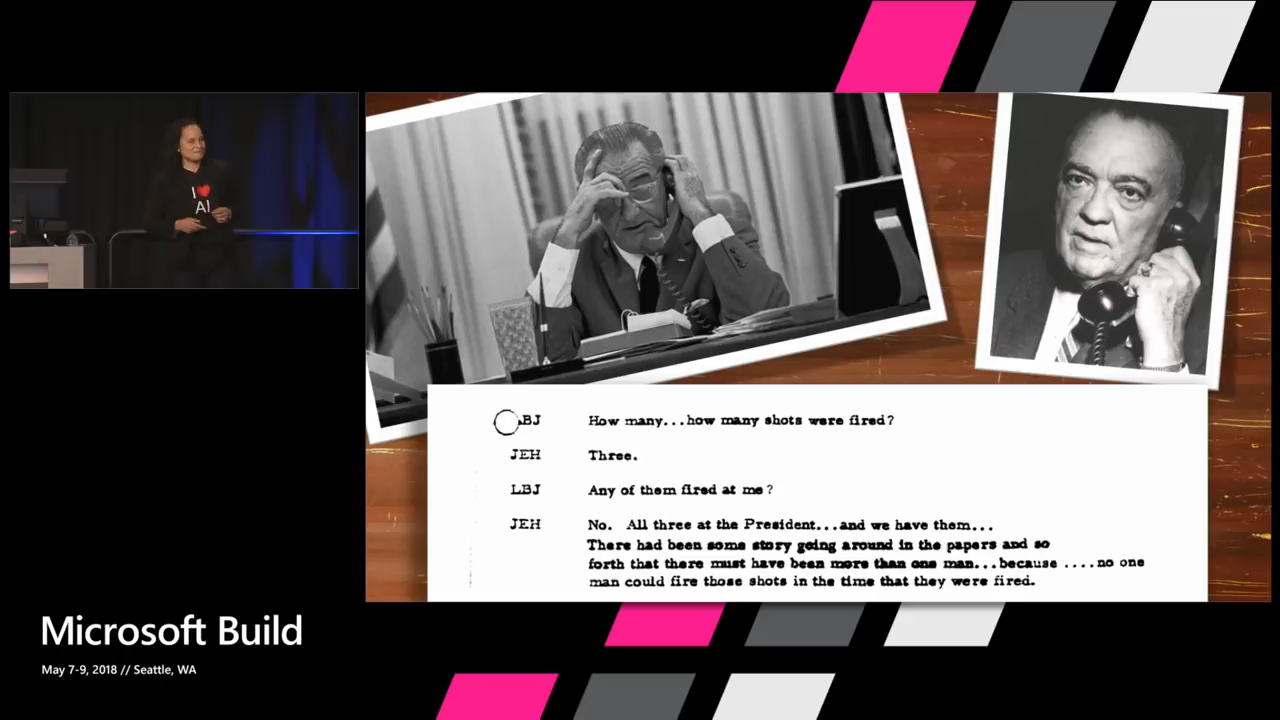 I ❤ AI
LBJ How many...how many shots were fired?
JEH Three.
LBJ Any of them fired at me?
JEH No. All three at the President...and we have them...
There had been some story going around in the papers and so
forth that there must have been more than one man...because ....no one
man could fire those shots in the time that they were fired.
Microsoft Build
May 7-9, 2018 // Seattle, WA